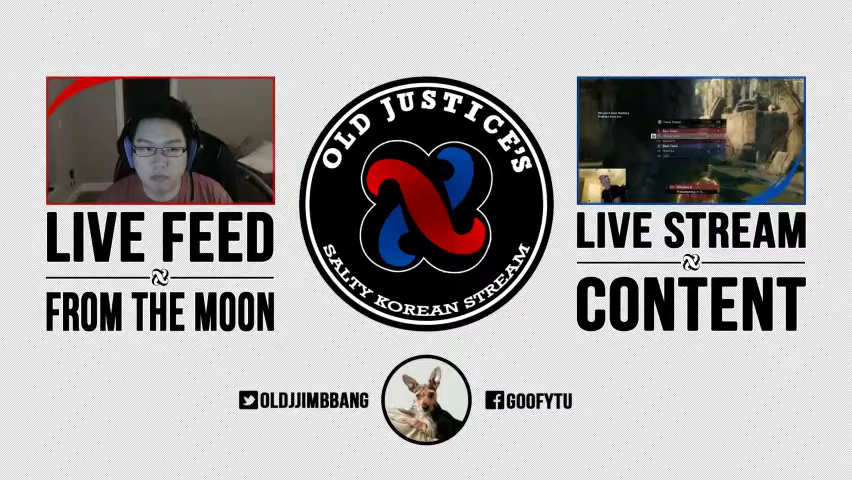 OLD JUSTICE'S
SALTY KOREAN STREAM
LIVE FEED
FROM THE MOON
LIVE STREAM
CONTENT
OLDJJIMBBANG
GOOFYTU